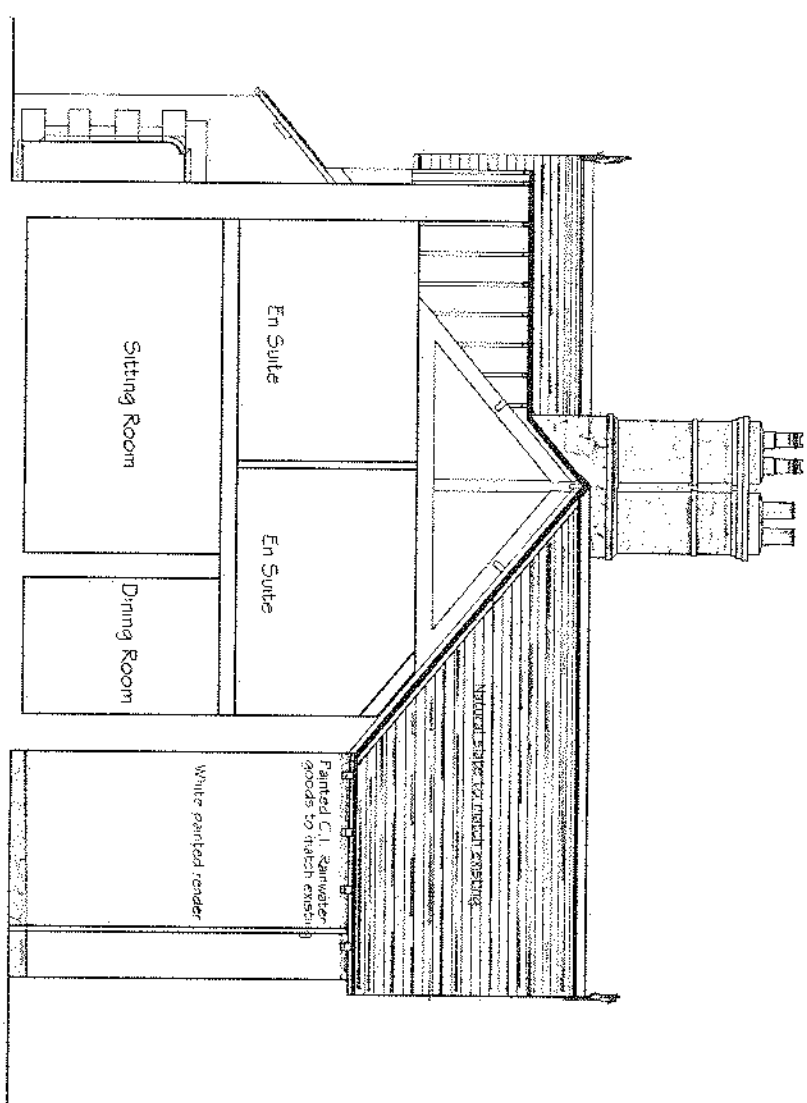 Natural slate to match existing
Painted C.I. Rainwater
goods to match existing
White painted render
En Suite
En Suite
Sitting Room
Dining Room